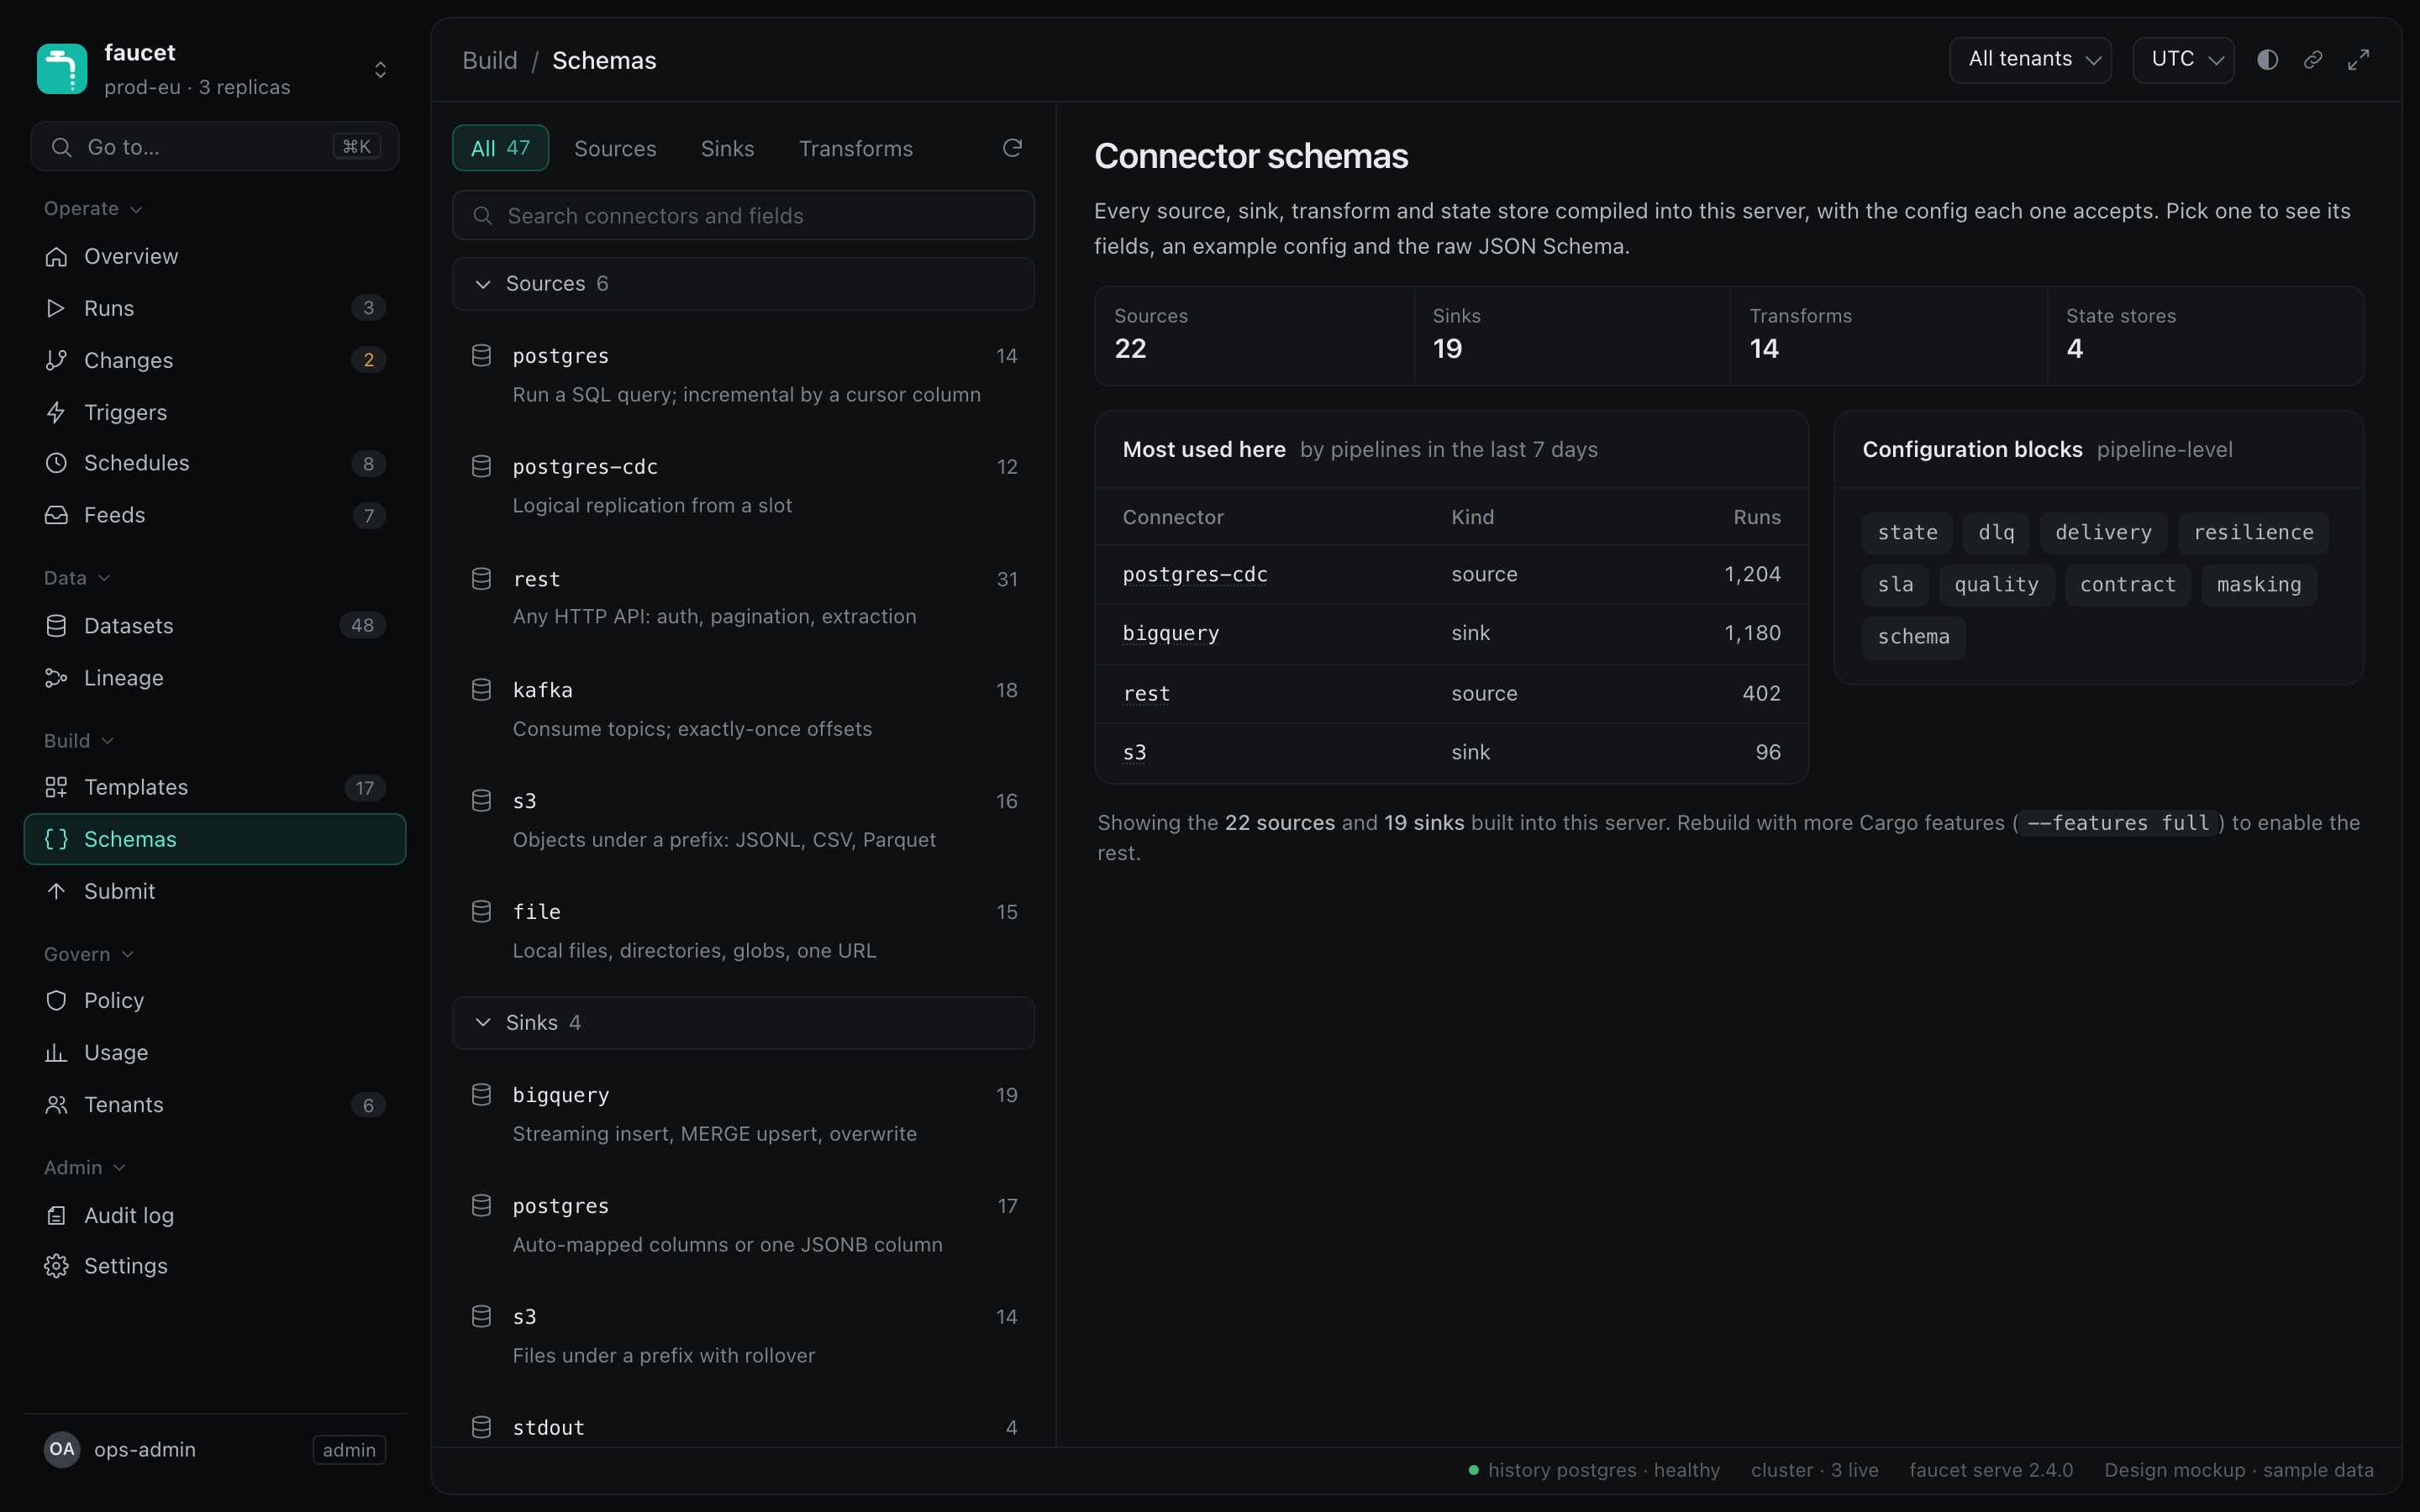 faucet
prod-eu · 3 replicas
Go to... ⌘K
Operate
Overview
Runs 3
Changes 2
Triggers
Schedules 8
Feeds 7
Data
Datasets 48
Lineage
Build
Templates 17
Schemas
Submit
Govern
Policy
Usage
Tenants 6
Admin
Audit log
Settings
OA ops-admin admin
Build / Schemas
All tenants UTC
All 47 Sources Sinks Transforms
Search connectors and fields
Sources 6
postgres 14
Run a SQL query; incremental by a cursor column
postgres-cdc 12
Logical replication from a slot
rest 31
Any HTTP API: auth, pagination, extraction
kafka 18
Consume topics; exactly-once offsets
s3 16
Objects under a prefix: JSONL, CSV, Parquet
file 15
Local files, directories, globs, one URL
Sinks 4
bigquery 19
Streaming insert, MERGE upsert, overwrite
postgres 17
Auto-mapped columns or one JSONB column
s3 14
Files under a prefix with rollover
stdout 4
Connector schemas
Every source, sink, transform and state store compiled into this server, with the config each one accepts. Pick one to see its
fields, an example config and the raw JSON Schema.
Sources Sinks Transforms State stores
22 19 14 4
Most used here by pipelines in the last 7 days
Connector Kind Runs
postgres-cdc source 1,204
bigquery sink 1,180
rest source 402
s3 sink 96
Configuration blocks pipeline-level
state dlq delivery resilience
sla quality contract masking
schema
Showing the 22 sources and 19 sinks built into this server. Rebuild with more Cargo features (--features full) to enable the
rest.
history postgres · healthy cluster · 3 live faucet serve 2.4.0 Design mockup · sample data